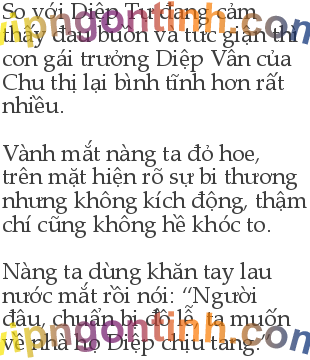 So với Diệp Tư đang cảm
thấy đau buồn và tức giận thì
con gái trưởng Diệp Vân của
Chu thị lại bình tĩnh hơn rất
nhiều.
Vành mắt nàng ta đỏ hoe,
trên mặt hiện rõ sự bi thương
nhưng không kích động, thậm
chí cũng không hề khóc to.
Nàng ta dùng khăn tay lau
nước mắt rồi nói: “Người
đâu, chuẩn bị đồ lễ, ta muốn
về nhà họ Diệp chịu tang.”
vipngontinh.com
vipngontinh.com